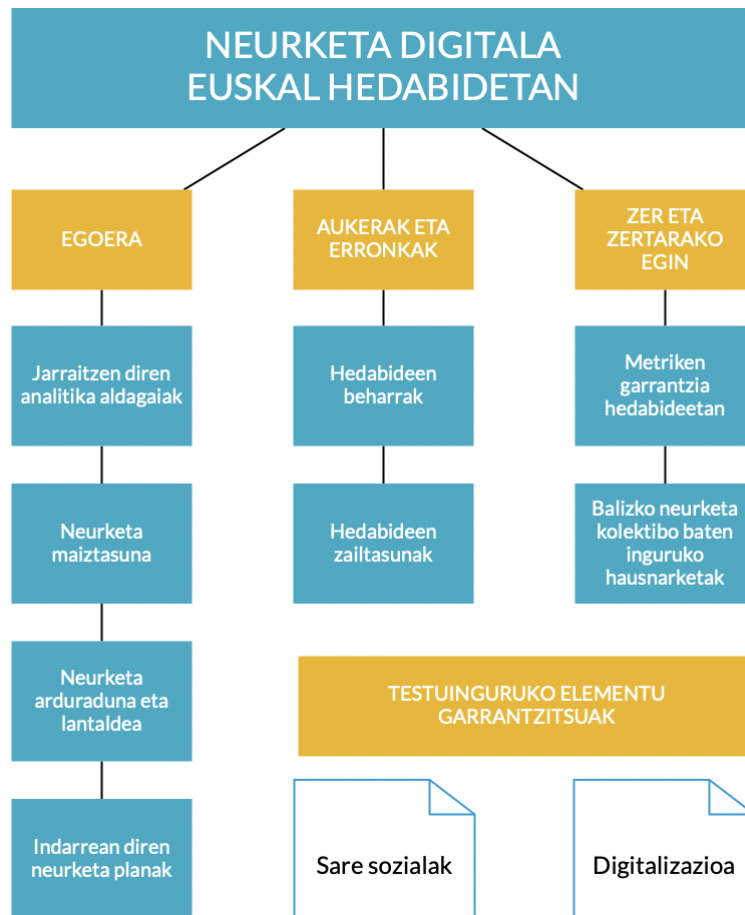 NEURKETA DIGITALA
EUSKAL HEDABIDETAN
EGOERA
Jarraitzen diren
analitika aldagaiak
Neurketa
maiztasuna
Neurketa
arduraduna eta
lantaldea
Indarrean diren
neurketa planak
AUKERAK ETA
ERRONKAK
Hedabideen
beharrak
Hedabideen
zailtasunak
ZER ETA
ZERTARAKO
EGIN
Metriken
garrantzia
hedabideetan
Balizko neurketa
kolektibo baten
inguruko
hausnarketak
TESTUINGURUKO ELEMENTU
GARRANTZITSUAK
Sare sozialak
Digitalizazioa